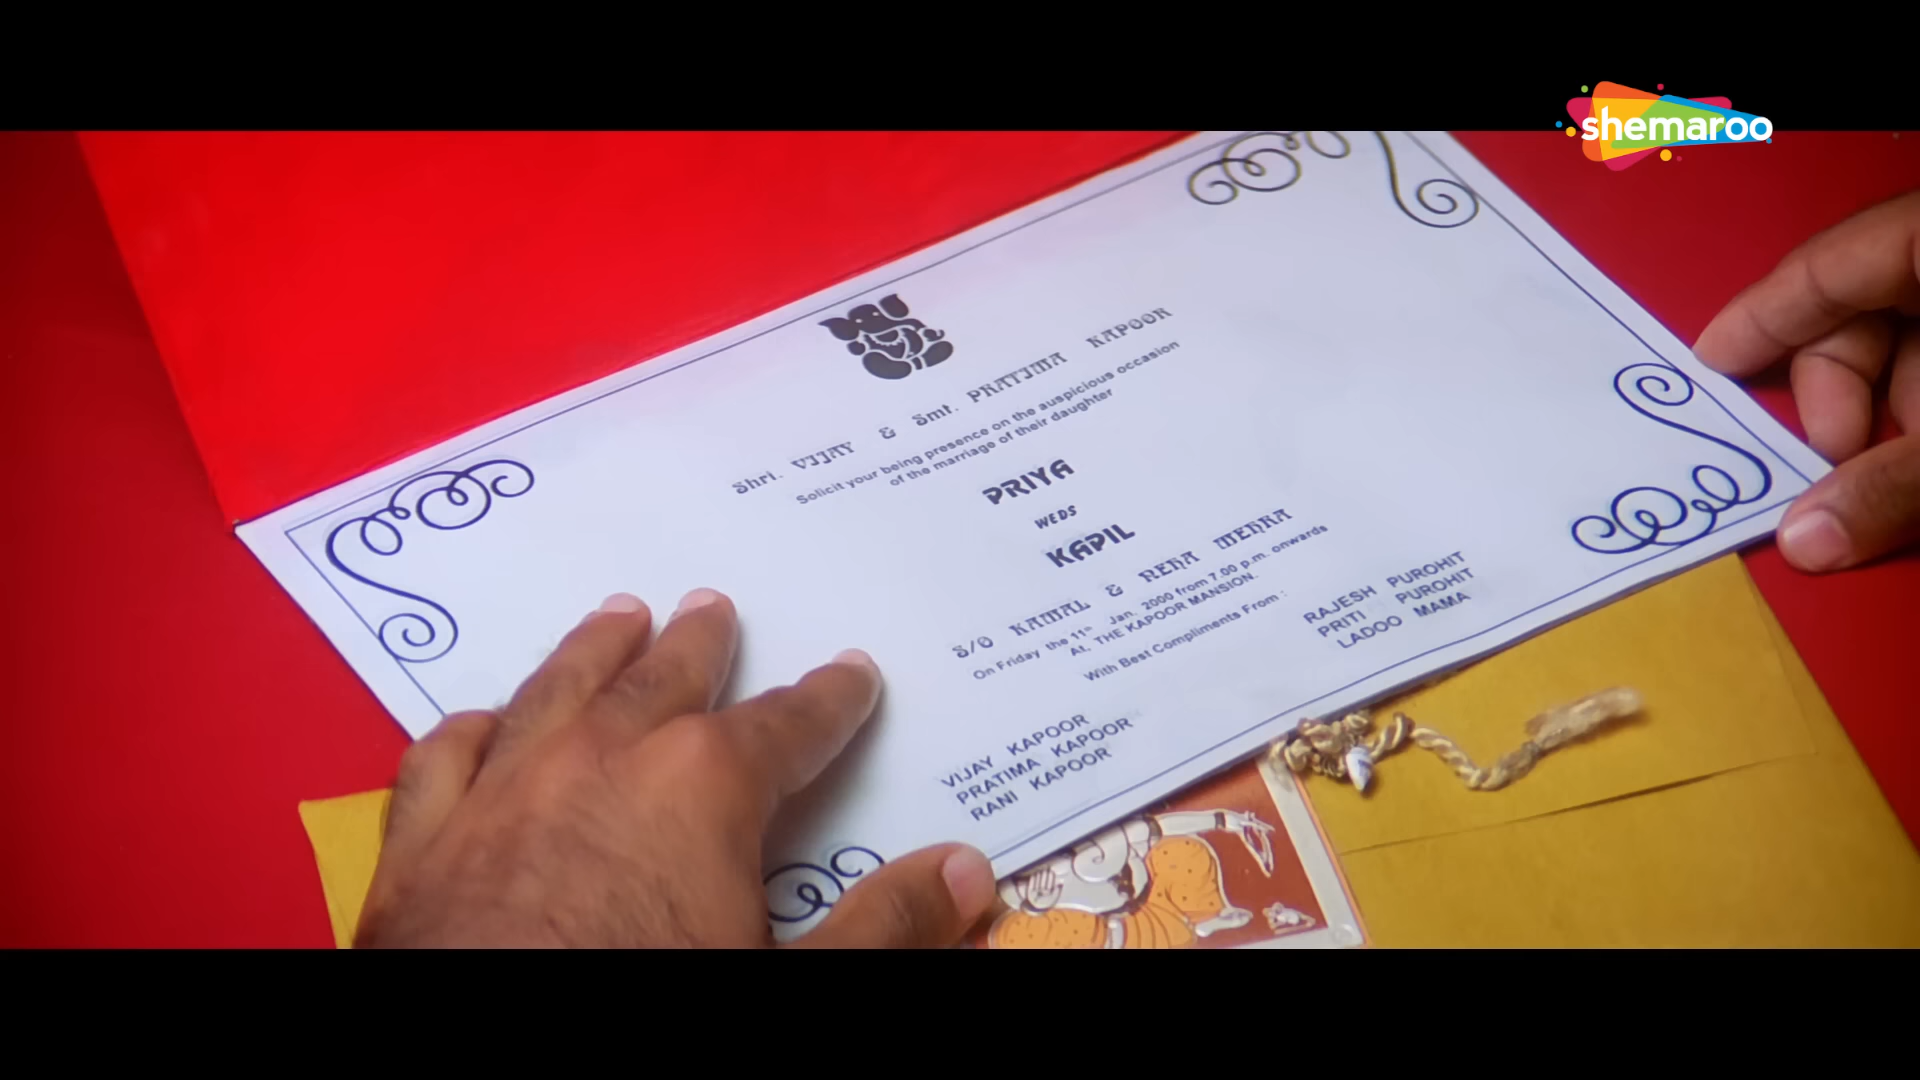 shemaroo
Shri. VIJAY & Smt. PRATIMA KAPOOR
Solicit your being presence on the auspicious occasion
of the marriage of their daughter
PRIYA
WEDS
KAPIL
S/O KAMAL & NEHA MEHRA
On Friday the 11th Jan. 2000 from 7.00 p.m. onwards
At, THE KAPOOR MANSION.
With Best Compliments From :
VIJAY KAPOOR
PRATIMA KAPOOR
RANI KAPOOR
RAJESH PUROHIT
PRITI PUROHIT
LADOO MAMA